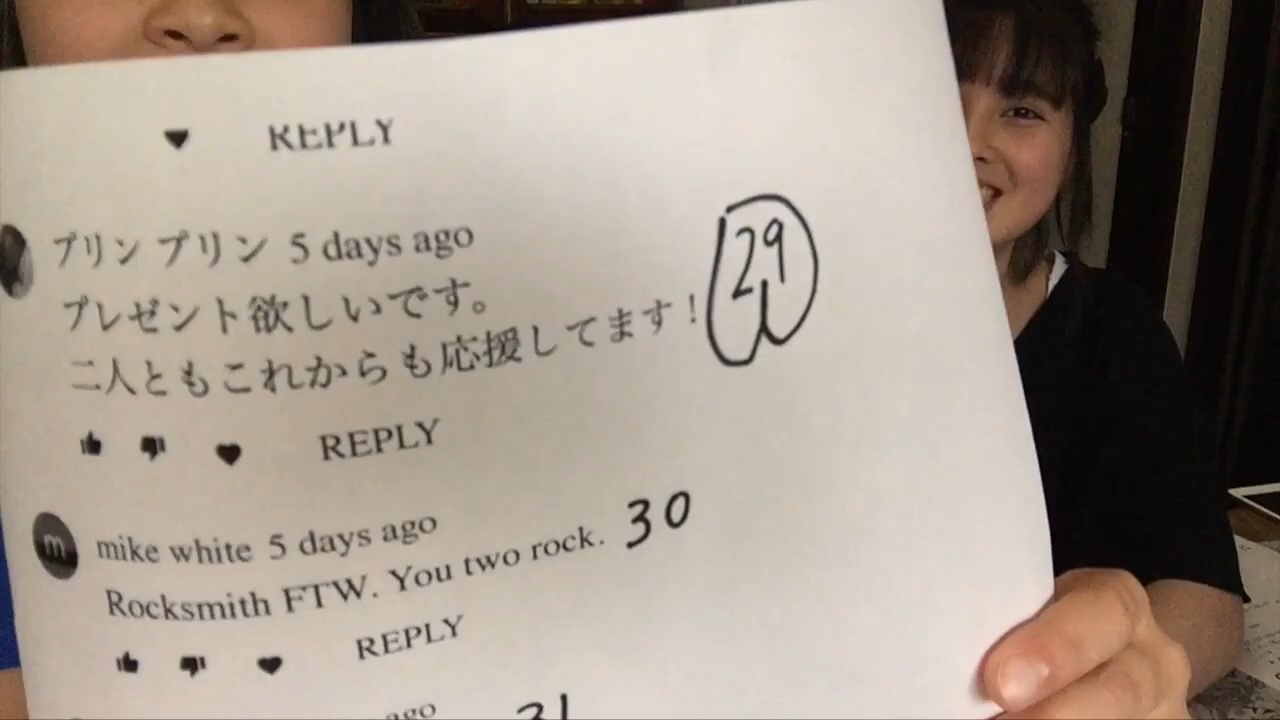 REPLY
プリン プリン 5 days ago
プレゼント欲しいです。
二人ともこれからも応援してます！ 29
REPLY
m
mike white 5 days ago
Rocksmith FTW. You two rock. 30
REPLY
ago 31